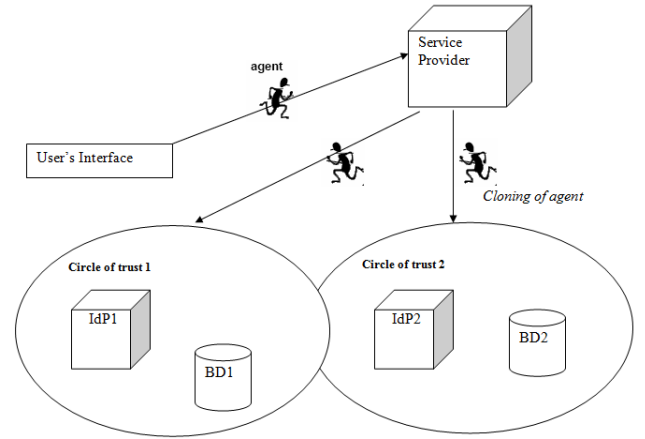 Service
Provider
agent
User's Interface
Cloning of agent
Circle of trust 1
Circle of trust 2
IdP1
IdP2
BD2
BD1